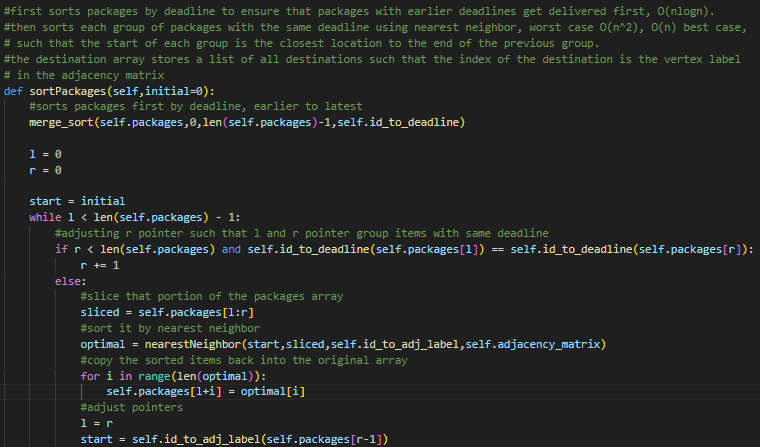 #first sorts packages by deadline to ensure that packages with earlier deadlines get delivered first, O(nlogn).
#then sorts each group of packages with the same deadline using nearest neighbor, worst case O(n^2), O(n) best case,
# such that the start of each group is the closest location to the end of the previous group.
#the destination array stores a list of all destinations such that the index of the destination is the vertex label
# in the adjacency matrix
def sortPackages(self,initial=0):
    #sorts packages first by deadline, earlier to latest
    merge_sort(self.packages,0,len(self.packages)-1,self.id_to_deadline)
    l = 0
    r = 0
    start = initial
    while l < len(self.packages) - 1:
        #adjusting r pointer such that l and r pointer group items with same deadline
        if r < len(self.packages) and self.id_to_deadline(self.packages[l]) == self.id_to_deadline(self.packages[r]):
            r += 1
        else:
            #slice that portion of the packages array
            sliced = self.packages[l:r]
            #sort it by nearest neighbor
            optimal = nearestNeighbor(start,sliced,self.id_to_adj_label,self.adjacency_matrix)
            #copy the sorted items back into the original array
            for i in range(len(optimal)):
                self.packages[l+i] = optimal[i]
            #adjust pointers
            l = r
            start = self.id_to_adj_label(self.packages[r-1])